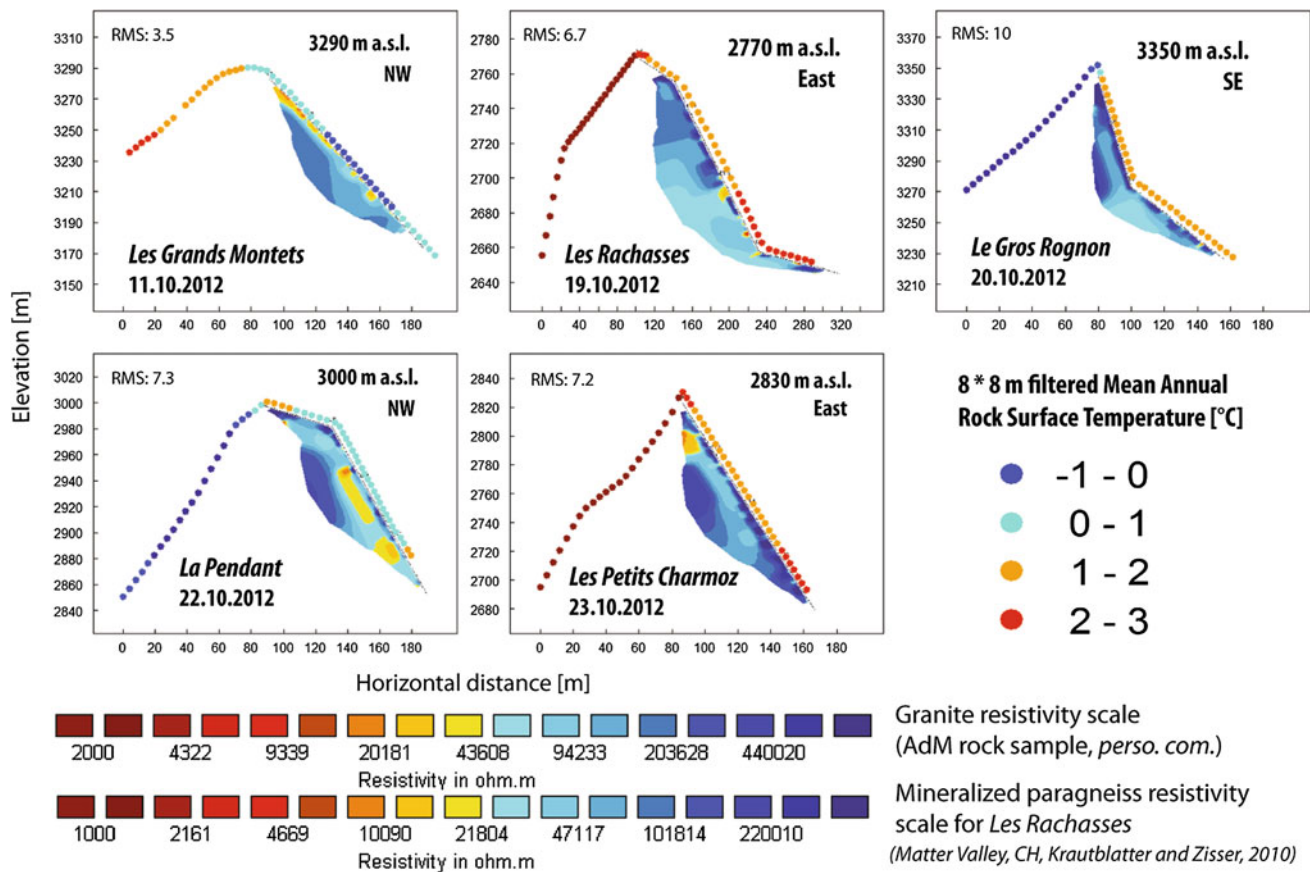 RMS: 3.5
3290 m a.s.l.
NW
3310
3290
3270
3250
3230
3210
3190
3170
3150
Les Grands Montets
11.10.2012
0 20 40 60 80 100 120 140 160 180
RMS: 6.7
2770 m a.s.l.
East
2780
2760
2740
2720
2700
2680
2660
2640
Les Rachasses
19.10.2012
0 40 80 120 160 200 240 280 320
RMS: 10
3350 m a.s.l.
SE
3370
3350
3330
3310
3290
3270
3250
3230
3210
Le Gros Rognon
20.10.2012
0 20 40 60 80 100 120 140 160 180
Elevation [m]
RMS: 7.3
3000 m a.s.l.
NW
3020
3000
2980
2960
2940
2920
2900
2880
2860
2840
La Pendant
22.10.2012
0 20 40 60 80 100 120 140 160 180
RMS: 7.2
2830 m a.s.l.
East
2840
2820
2800
2780
2760
2740
2720
2700
2680
Les Petits Charmoz
23.10.2012
0 20 40 60 80 100 120 140 160 180
8 * 8 m filtered Mean Annual
Rock Surface Temperature [°C]
-1 - 0
0 - 1
1 - 2
2 - 3
Horizontal distance [m]
2000 4322 9339 20181 43608 94233 203628 440020
Resistivity in ohm.m
Granite resistivity scale
(AdM rock sample, perso. com.)
1000 2161 4669 10090 21804 47117 101814 220010
Resistivity in ohm.m
Mineralized paragneiss resistivity
scale for Les Rachasses
(Matter Valley, CH, Krautblatter and Zisser, 2010)